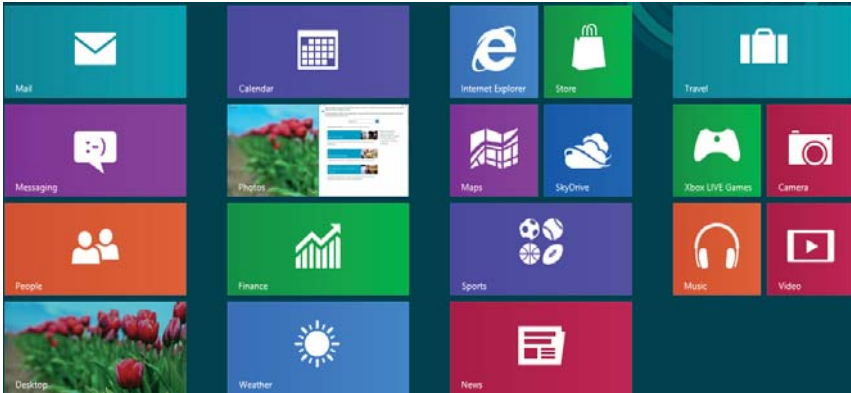 Mail
Calendar
Internet Explorer
Store
Travel
Messaging
Photos
Maps
SkyDrive
Xbox LIVE Games
Camera
People
Finance
Sports
Music
Video
Desktop
Weather
News